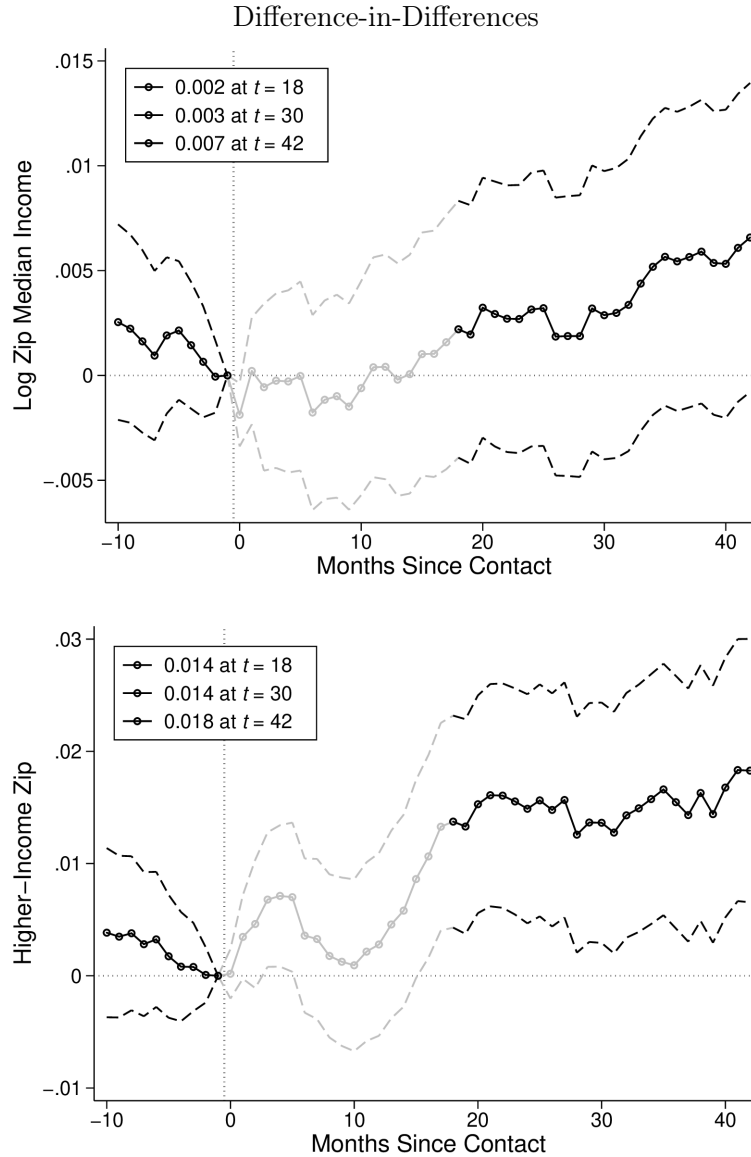 Difference-in-Differences
.015
.01
.005
0
−.005
Log Zip Median Income
0.002 at t = 18
0.003 at t = 30
0.007 at t = 42
−10 0 10 20 30 40
Months Since Contact
.03
.02
.01
0
−.01
Higher−Income Zip
0.014 at t = 18
0.014 at t = 30
0.018 at t = 42
−10 0 10 20 30 40
Months Since Contact